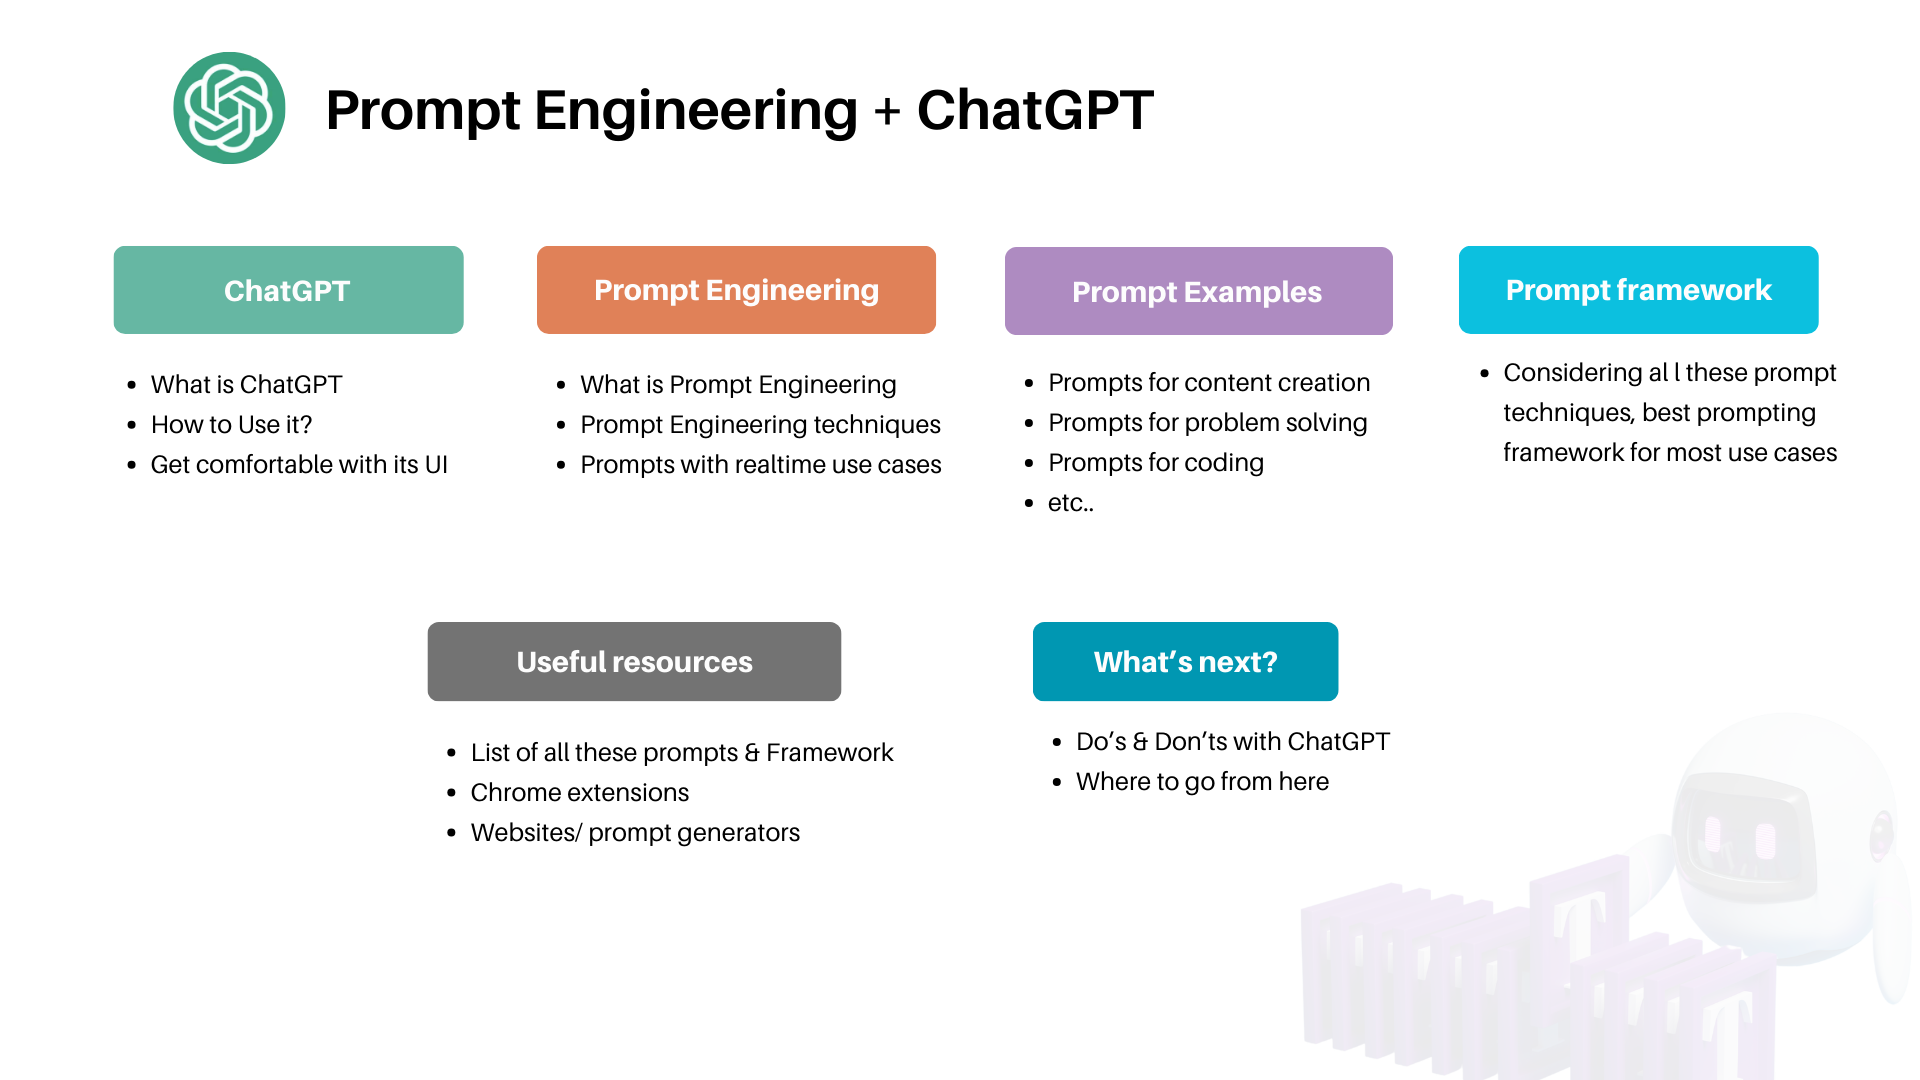 Prompt Engineering + ChatGPT
ChatGPT
• What is ChatGPT
• How to Use it?
• Get comfortable with its UI
Prompt Engineering
• What is Prompt Engineering
• Prompt Engineering techniques
• Prompts with realtime use cases
Prompt Examples
• Prompts for content creation
• Prompts for problem solving
• Prompts for coding
• etc..
Prompt framework
• Considering al l these prompt
techniques, best prompting
framework for most use cases
Useful resources
• List of all these prompts & Framework
• Chrome extensions
• Websites/ prompt generators
What’s next?
• Do’s & Don’ts with ChatGPT
• Where to go from here
T
T